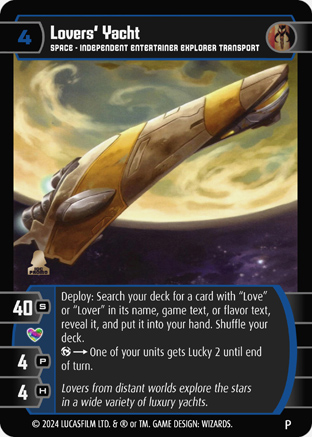 4
Lovers' Yacht
SPACE • INDEPENDENT ENTERTAINER EXPLORER TRANSPORT
40 S
4 P
4 H
Deploy: Search your deck for a card with "Love"
or "Lover" in its name, game text, or flavor text,
reveal it, and put it into your hand. Shuffle your
deck.
→ One of your units gets Lucky 2 until end
of turn.
Lovers from distant worlds explore the stars
in a wide variety of luxury yachts.
© 2024 LUCASFILM LTD. & ® or TM. GAME DESIGN: WIZARDS.
P